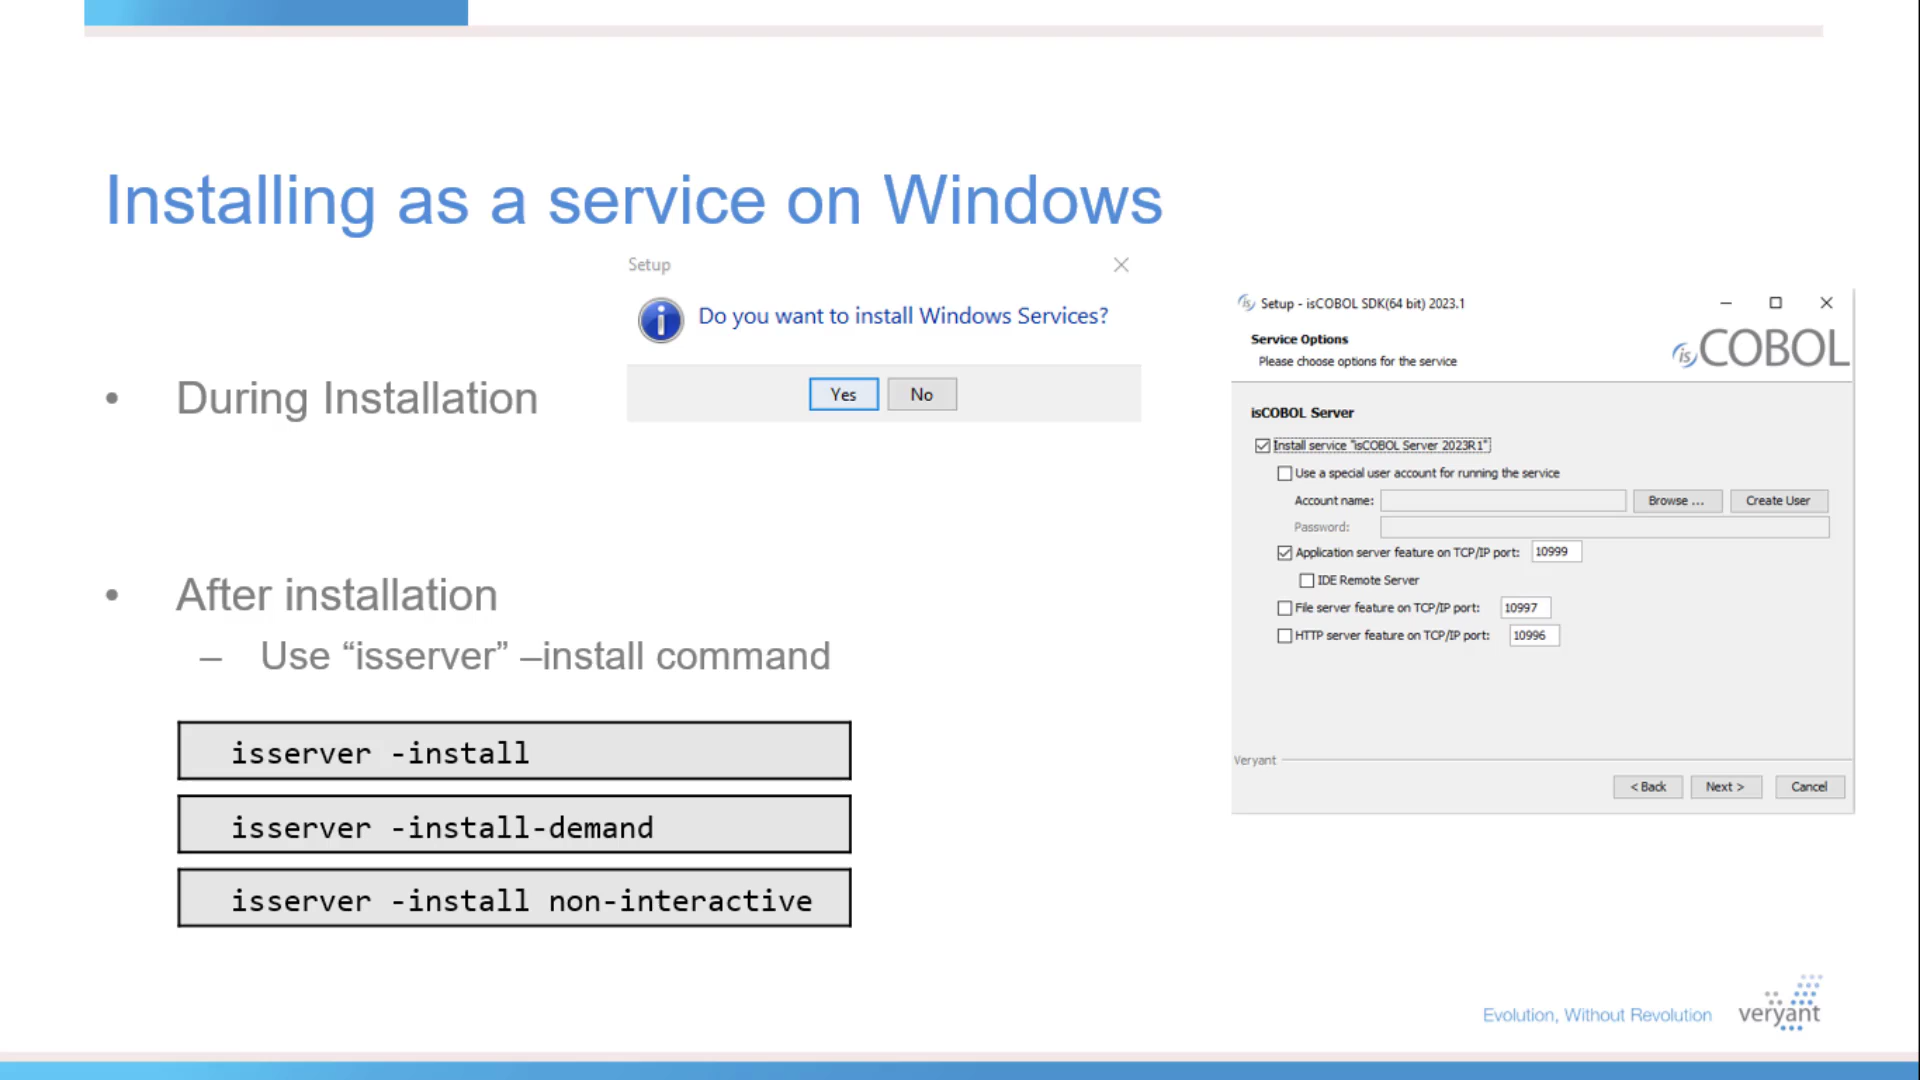 Installing as a service on Windows
Setup
Do you want to install Windows Services?
Yes No
• During Installation
• After installation
– Use “isserver” –install command
isserver -install
isserver -install-demand
isserver -install non-interactive
is Setup - isCOBOL SDK(64 bit) 2023.1
Service Options
Please choose options for the service
isCOBOL
isCOBOL Server
Install service "isCOBOL Server 2023R1"
Use a special user account for running the service
Account name: Browse ... Create User
Password:
Application server feature on TCP/IP port: 10999
IDE Remote Server
File server feature on TCP/IP port: 10997
HTTP server feature on TCP/IP port: 10996
Veryant
< Back Next > Cancel
Evolution, Without Revolution veryant